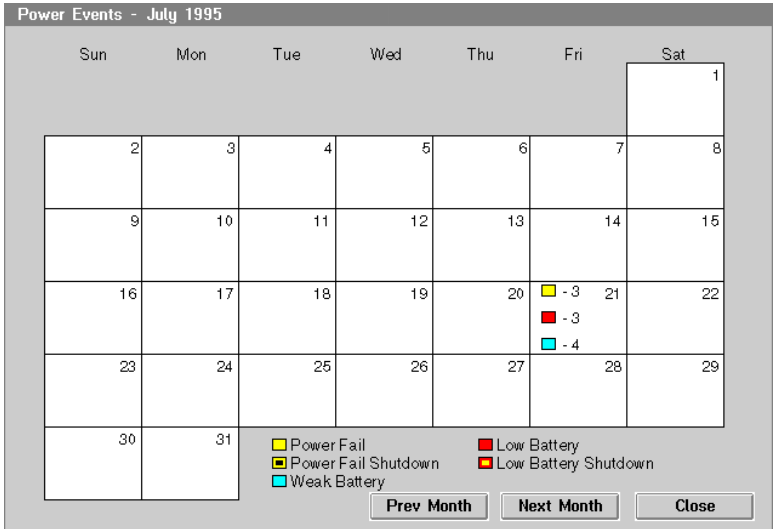 Power Events - July 1995
Sun Mon Tue Wed Thu Fri Sat
1
2 3 4 5 6 7 8
9 10 11 12 13 14 15
16 17 18 19 20 - 3 21 22
- 3
- 4
23 24 25 26 27 28 29
30 31
Power Fail Low Battery
Power Fail Shutdown Low Battery Shutdown
Weak Battery
Prev Month Next Month Close